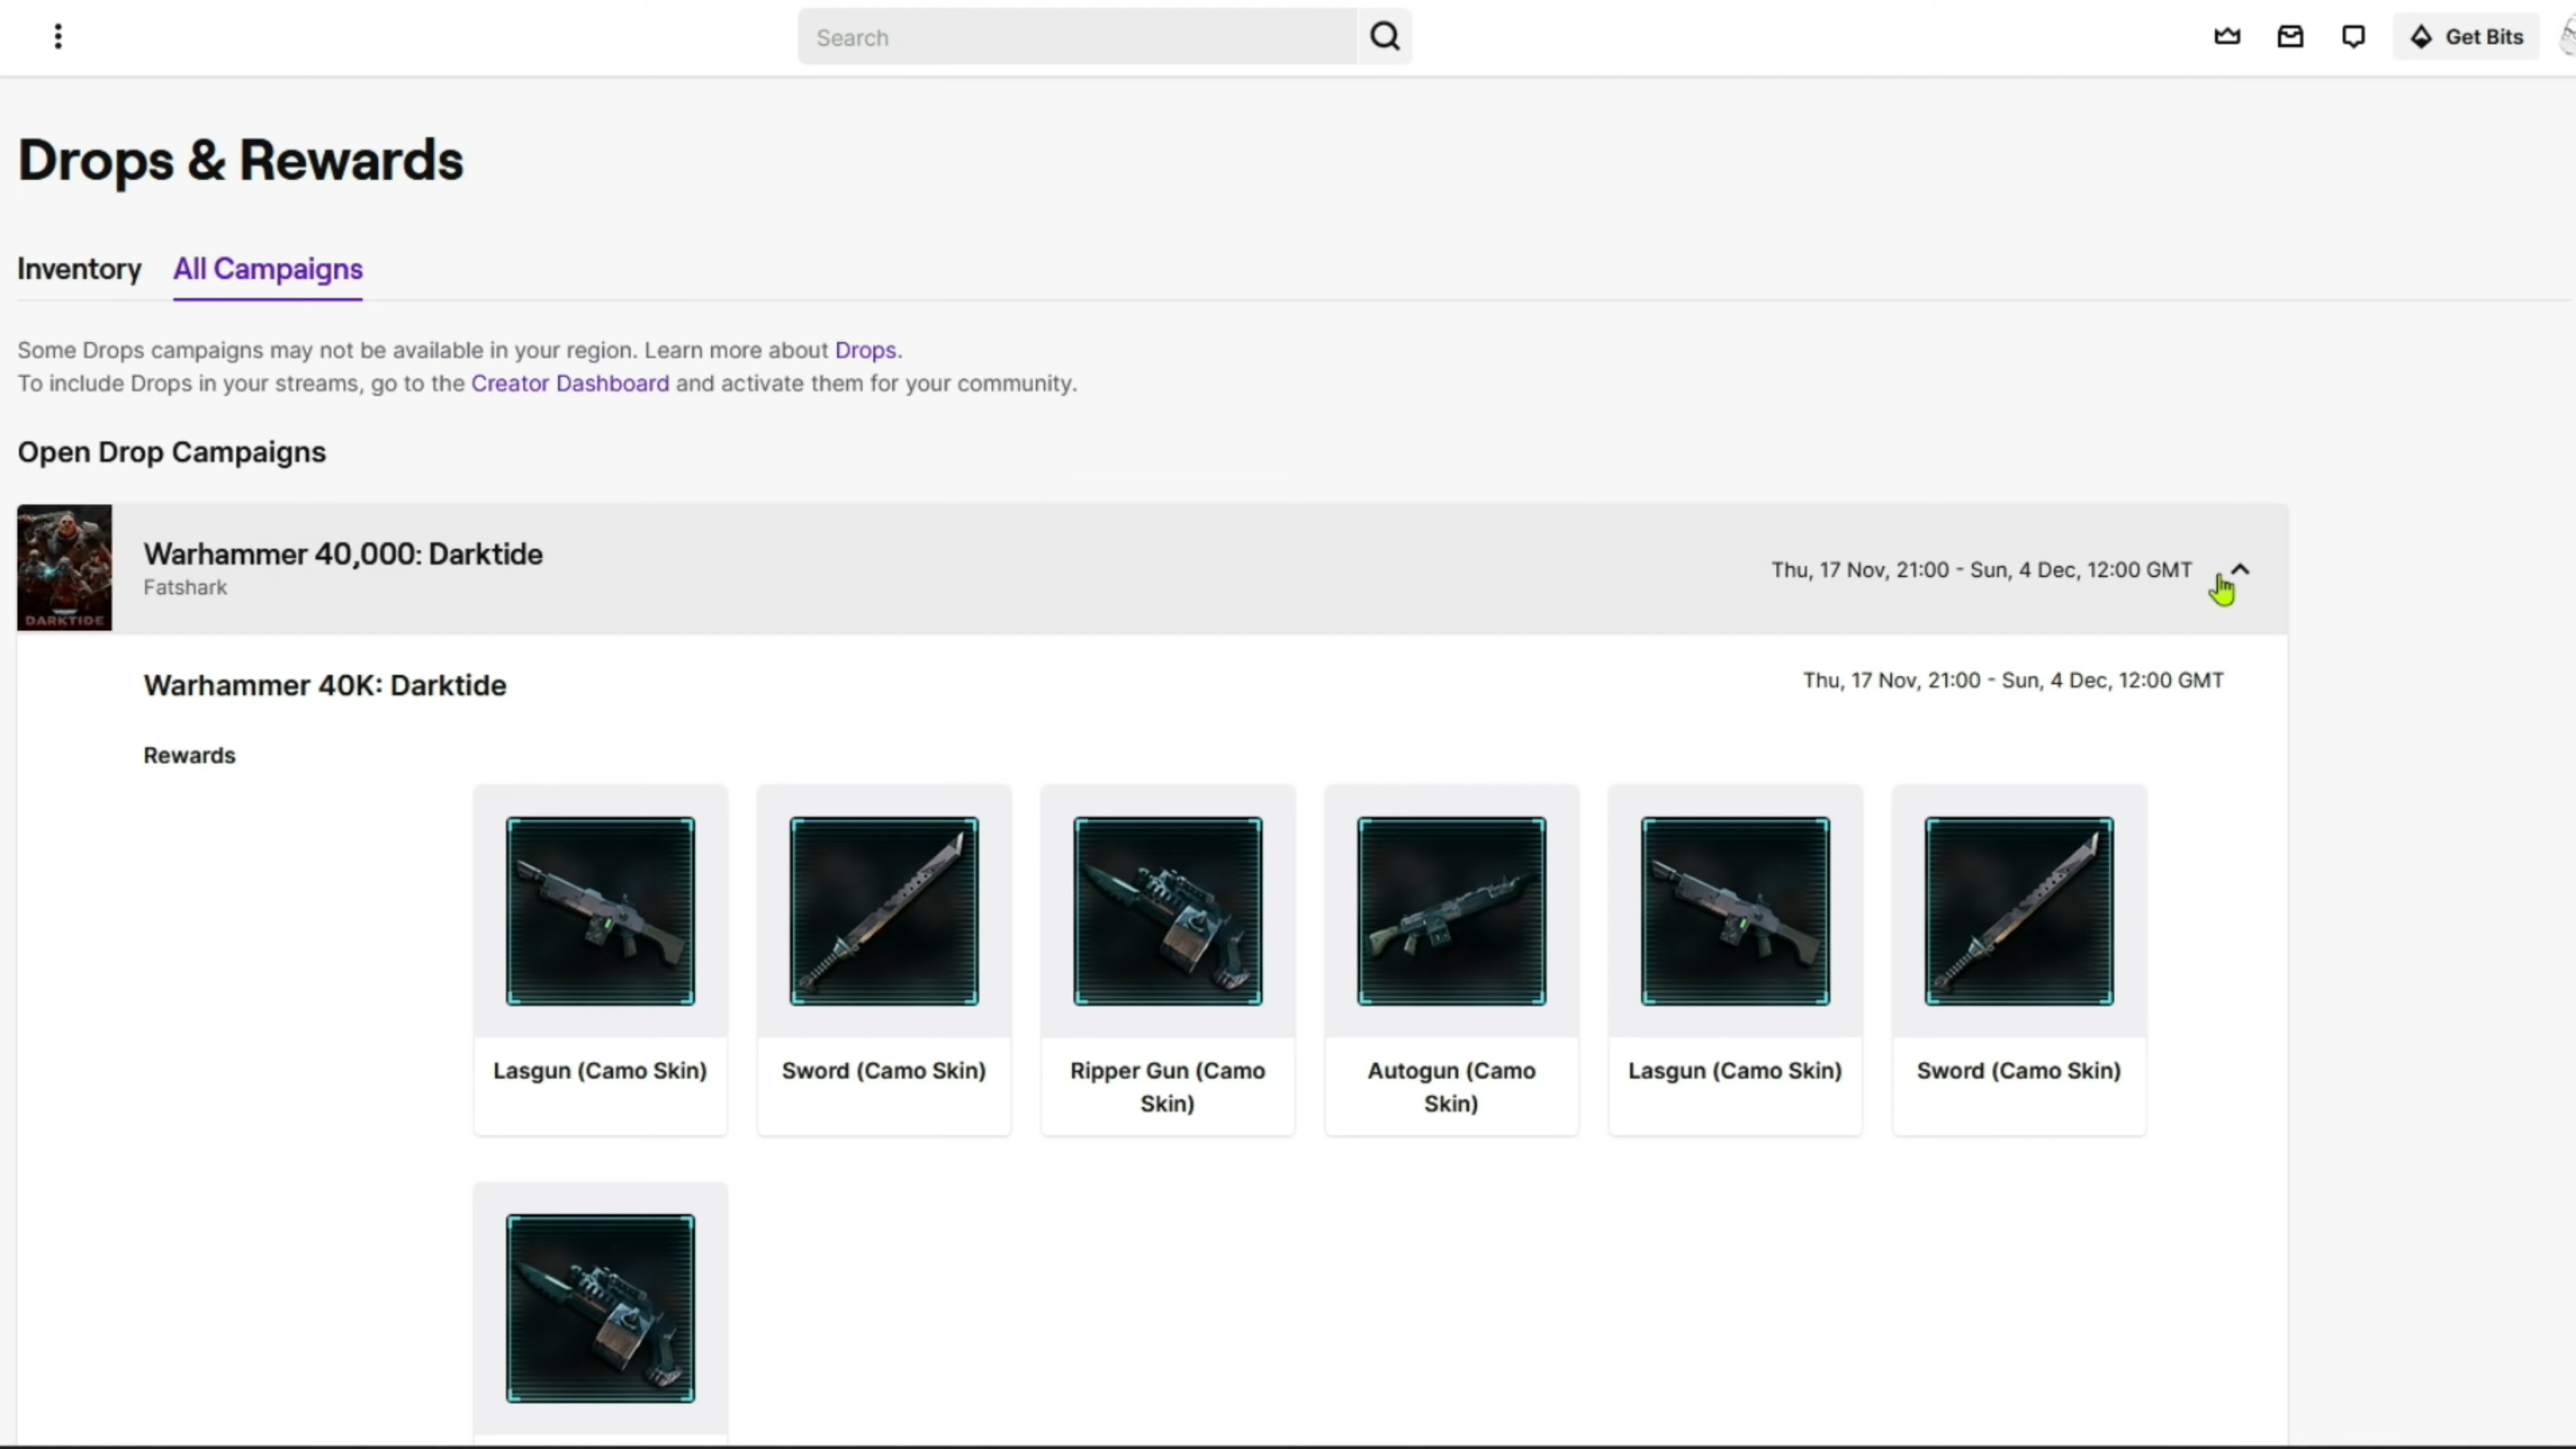 Search
Get Bits
Drops & Rewards
Inventory
All Campaigns
Some Drops campaigns may not be available in your region. Learn more about Drops.
To include Drops in your streams, go to the Creator Dashboard and activate them for your community.
Open Drop Campaigns
DARKTIDE
Warhammer 40,000: Darktide
Fatshark
Thu, 17 Nov, 21:00 - Sun, 4 Dec, 12:00 GMT
Warhammer 40K: Darktide
Thu, 17 Nov, 21:00 - Sun, 4 Dec, 12:00 GMT
Rewards
Lasgun (Camo Skin)
Sword (Camo Skin)
Ripper Gun (Camo
Skin)
Autogun (Camo
Skin)
Lasgun (Camo Skin)
Sword (Camo Skin)